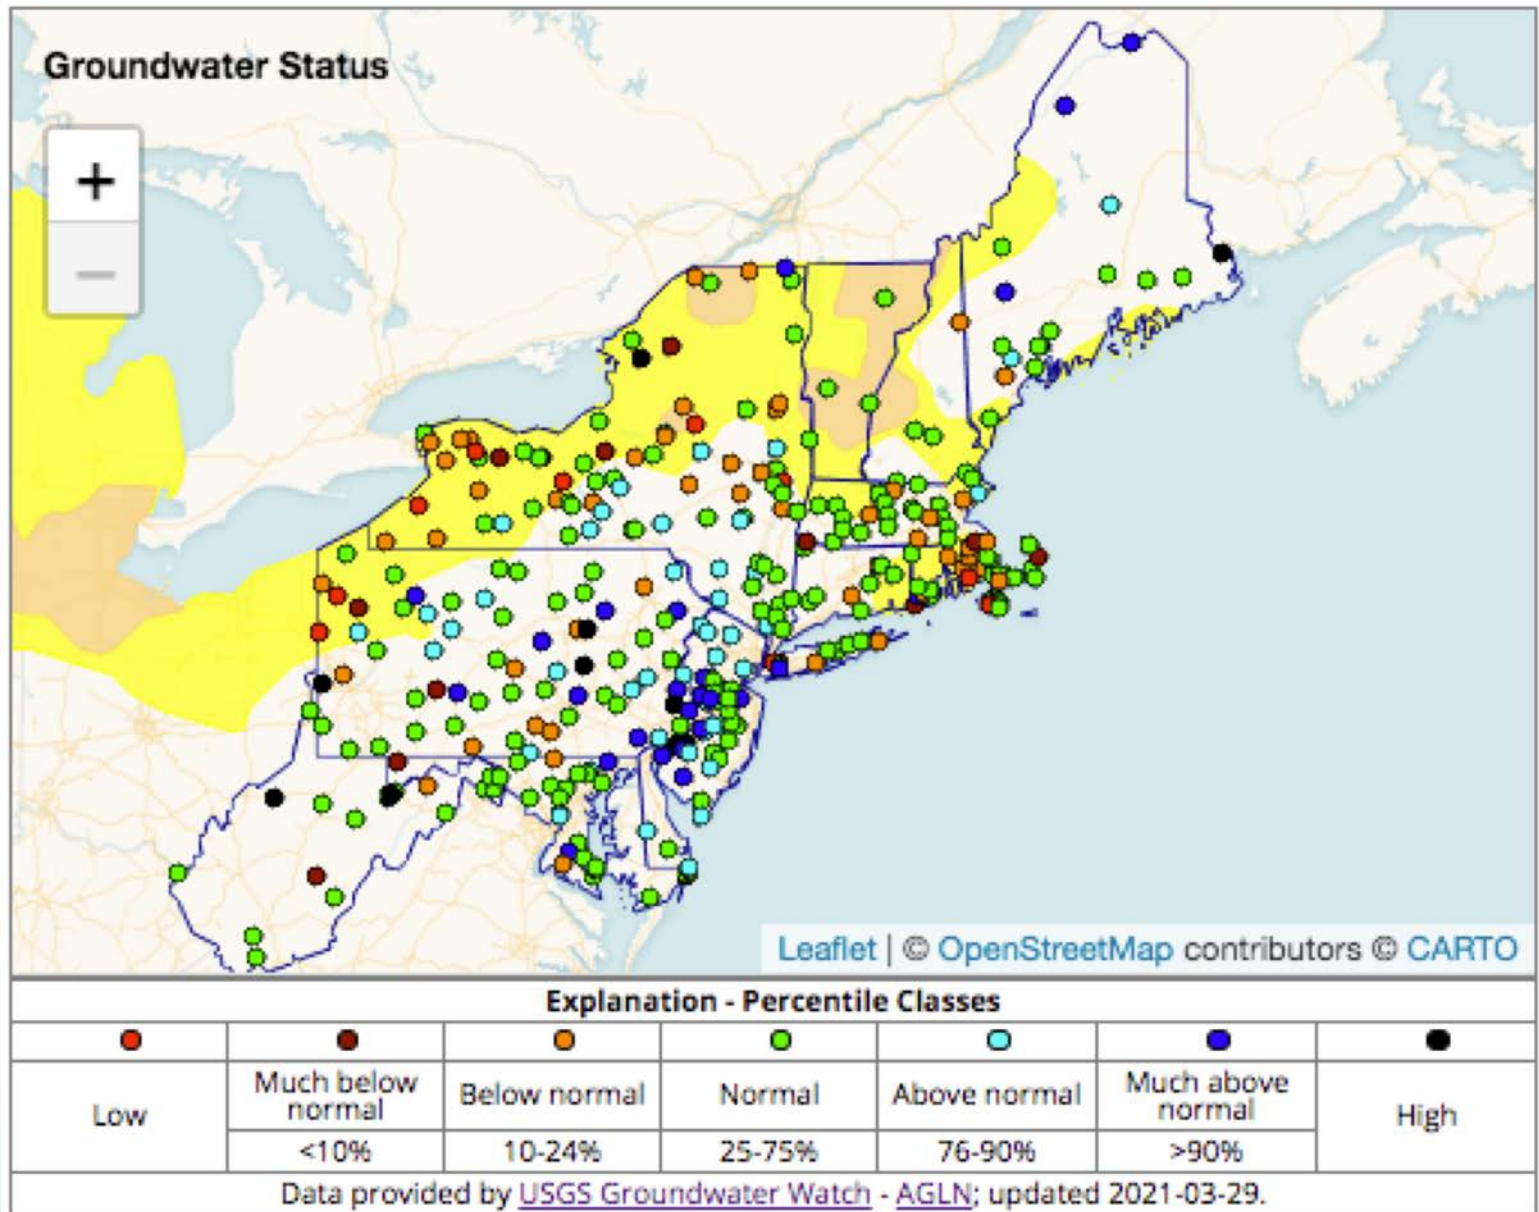 Groundwater Status
+
−
Leaflet | © OpenStreetMap contributors © CARTO
Explanation - Percentile Classes
Low
Much below
normal
Below normal
Normal
Above normal
Much above
normal
High
<10%
10-24%
25-75%
76-90%
>90%
Data provided by USGS Groundwater Watch - AGLN; updated 2021-03-29.